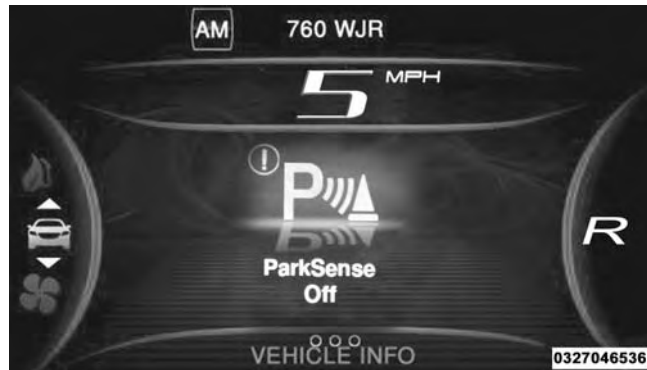 AM 760 WJR
5 MPH
P
R
ParkSense
Off
VEHICLE INFO
0327046536